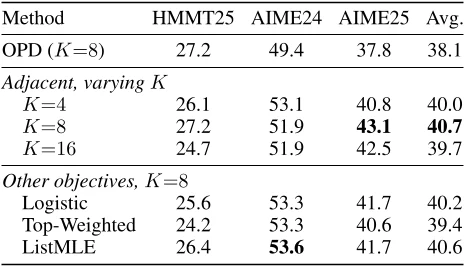 Method HMMT25 AIME24 AIME25 Avg.
OPD (K=8) 27.2 49.4 37.8 38.1
Adjacent, varying K
K=4 26.1 53.1 40.8 40.0
K=8 27.2 51.9 43.1 40.7
K=16 24.7 51.9 42.5 39.7
Other objectives, K=8
Logistic 25.6 53.3 41.7 40.2
Top-Weighted 24.2 53.3 40.6 39.4
ListMLE 26.4 53.6 41.7 40.6